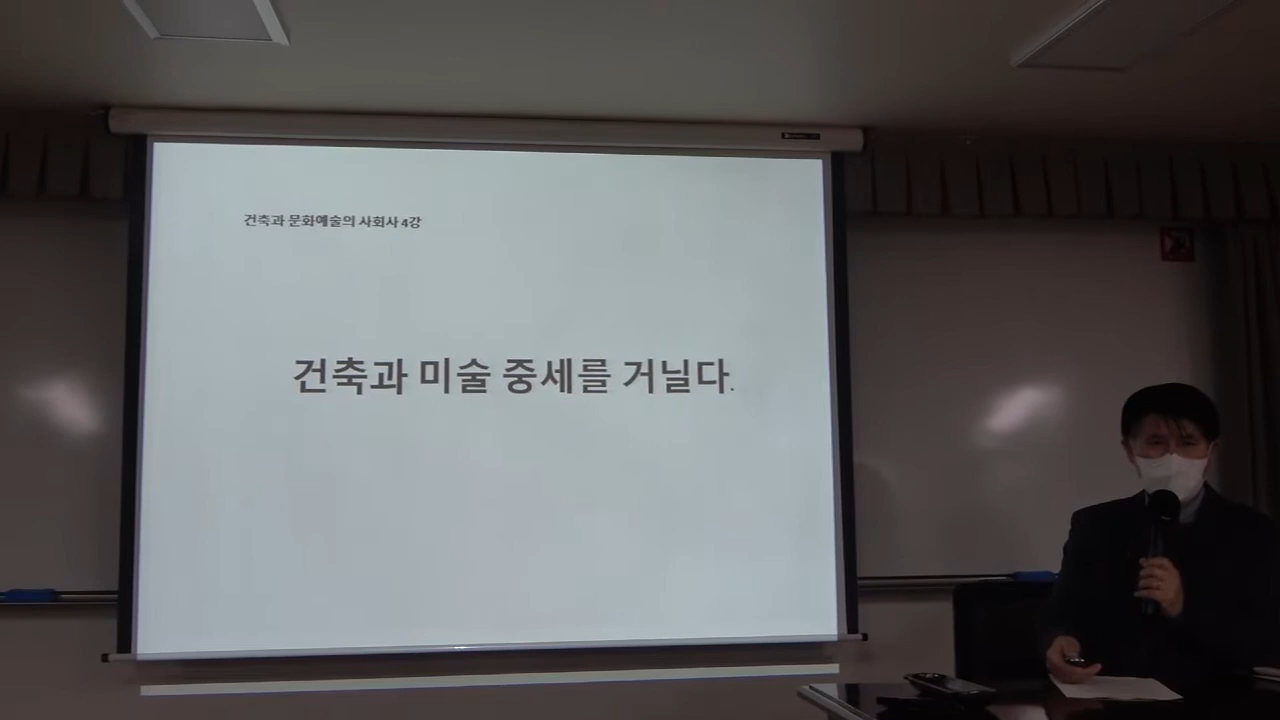 건축과 문화예술의 사회사 4강
건축과 미술 중세를 거닐다.